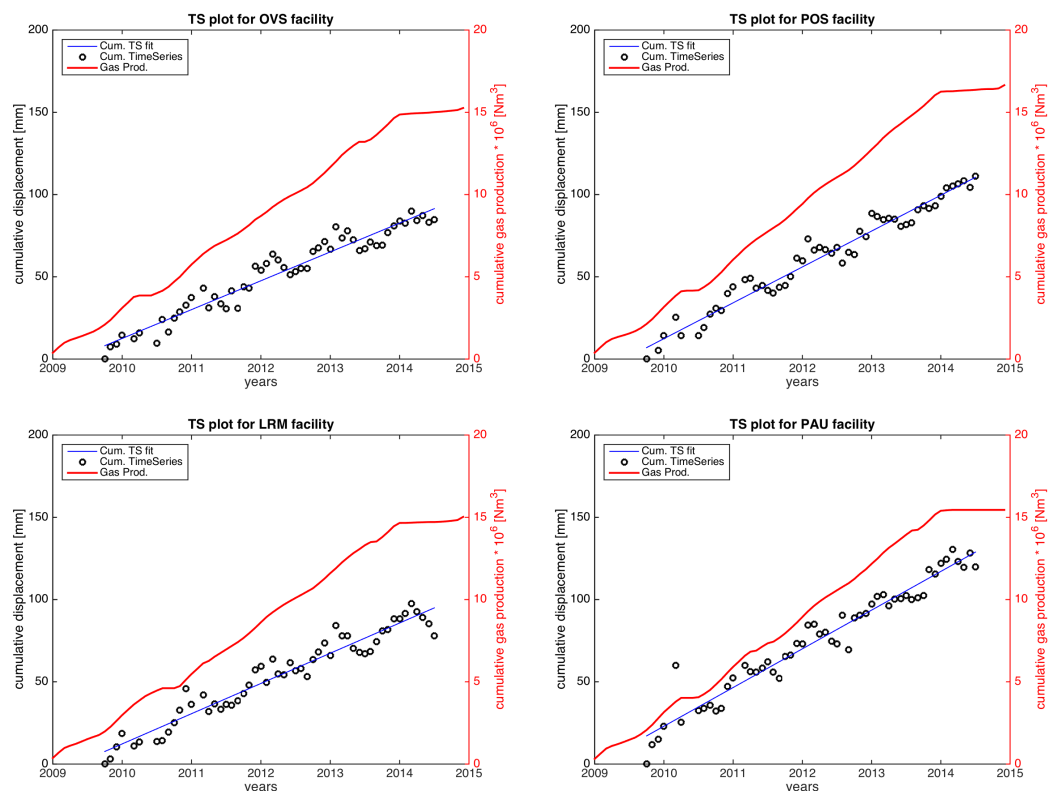 TS plot for OVS facility
Cum. TS fit
Cum. TimeSeries
Gas Prod.
cumulative displacement [mm]
200
150
100
50
0
20
15
10
5
0
cumulative gas production * 10^6 [Nm^3]
2009 2010 2011 2012 2013 2014 2015
years
TS plot for POS facility
Cum. TS fit
Cum. TimeSeries
Gas Prod.
cumulative displacement [mm]
200
150
100
50
0
20
15
10
5
0
cumulative gas production * 10^6 [Nm^3]
2009 2010 2011 2012 2013 2014 2015
years
TS plot for LRM facility
Cum. TS fit
Cum. TimeSeries
Gas Prod.
cumulative displacement [mm]
200
150
100
50
0
20
15
10
5
0
cumulative gas production * 10^6 [Nm^3]
2009 2010 2011 2012 2013 2014 2015
years
TS plot for PAU facility
Cum. TS fit
Cum. TimeSeries
Gas Prod.
cumulative displacement [mm]
200
150
100
50
0
20
15
10
5
0
cumulative gas production * 10^6 [Nm^3]
2009 2010 2011 2012 2013 2014 2015
years